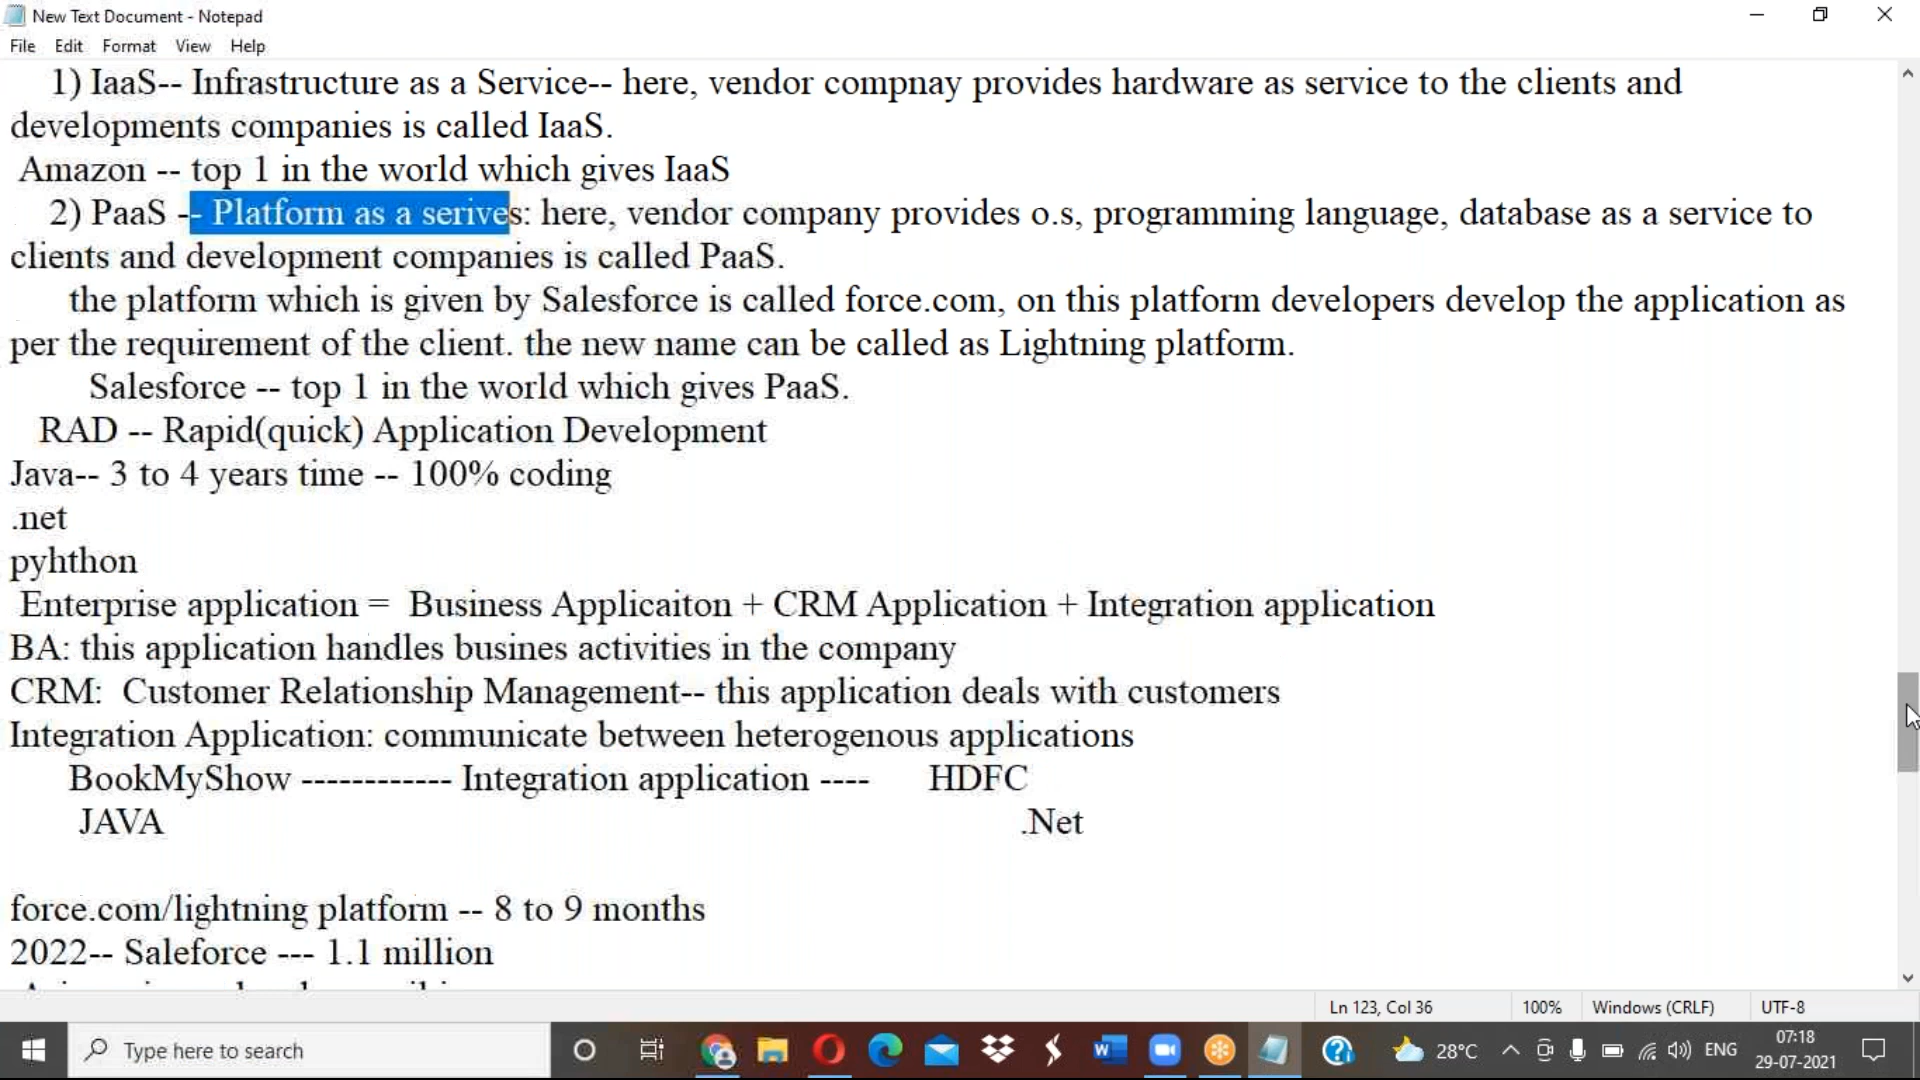 New Text Document - Notepad
File Edit Format View Help
1) IaaS-- Infrastructure as a Service-- here, vendor compnay provides hardware as service to the clients and
developments companies is called IaaS.
Amazon -- top 1 in the world which gives IaaS
2) PaaS -- Platform as a serives: here, vendor company provides o.s, programming language, database as a service to
clients and development companies is called PaaS.
the platform which is given by Salesforce is called force.com, on this platform developers develop the application as
per the requirement of the client. the new name can be called as Lightning platform.
Salesforce -- top 1 in the world which gives PaaS.
RAD -- Rapid(quick) Application Development
Java-- 3 to 4 years time -- 100% coding
.net
pyhthon
Enterprise application = Business Applicaiton + CRM Application + Integration application
BA: this application handles busines activities in the company
CRM: Customer Relationship Management-- this application deals with customers
Integration Application: communicate between heterogenous applications
BookMyShow ------------ Integration application ---- HDFC
JAVA .Net
force.com/lightning platform -- 8 to 9 months
2022-- Saleforce --- 1.1 million
Ln 123, Col 36 100% Windows (CRLF) UTF-8
Type here to search
28°C ENG
07:18
29-07-2021